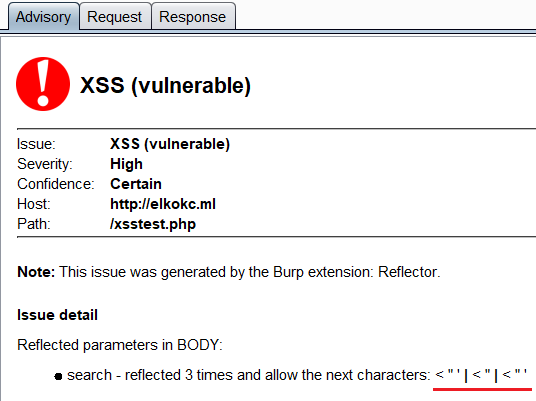 Advisory Request Response
XSS (vulnerable)
Issue: XSS (vulnerable)
Severity: High
Confidence: Certain
Host: http://elkokc.ml
Path: /xsstest.php
Note: This issue was generated by the Burp extension: Reflector.
Issue detail
Reflected parameters in BODY:
• search - reflected 3 times and allow the next characters: < " ' | < " | < " '